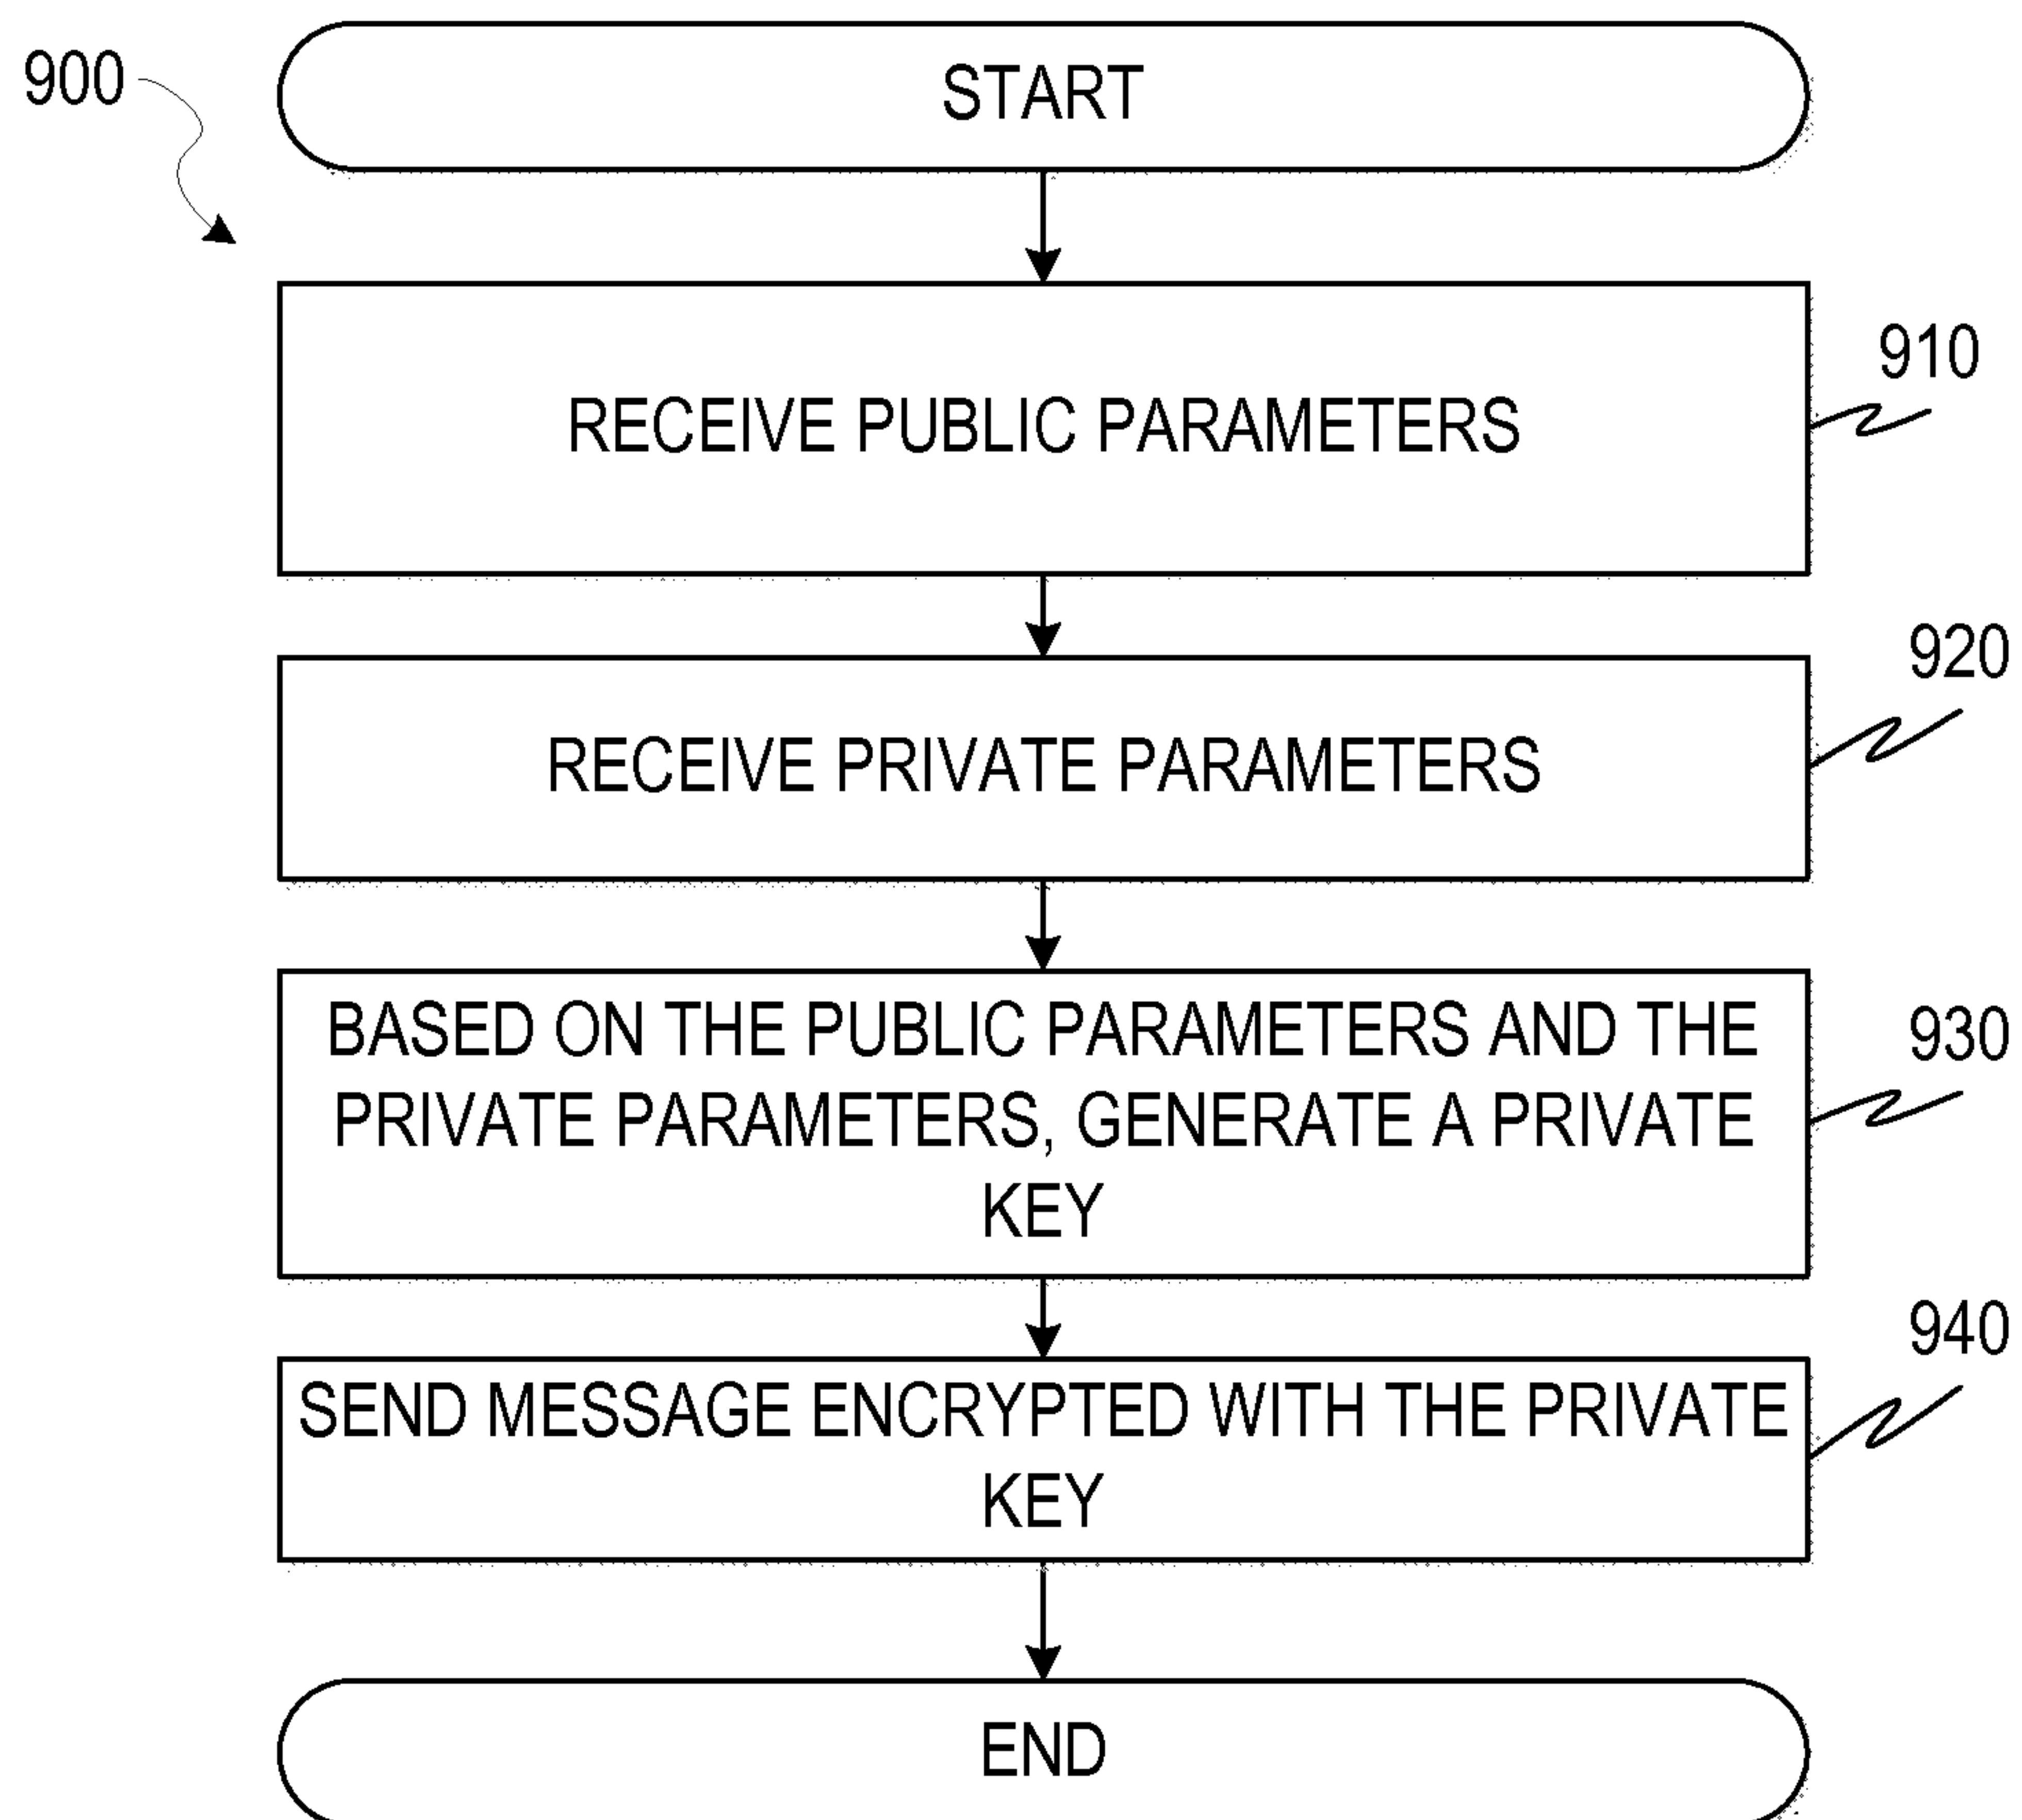 900
START
RECEIVE PUBLIC PARAMETERS
910
RECEIVE PRIVATE PARAMETERS
920
BASED ON THE PUBLIC PARAMETERS AND THE
PRIVATE PARAMETERS, GENERATE A PRIVATE
KEY
930
SEND MESSAGE ENCRYPTED WITH THE PRIVATE
KEY
940
END